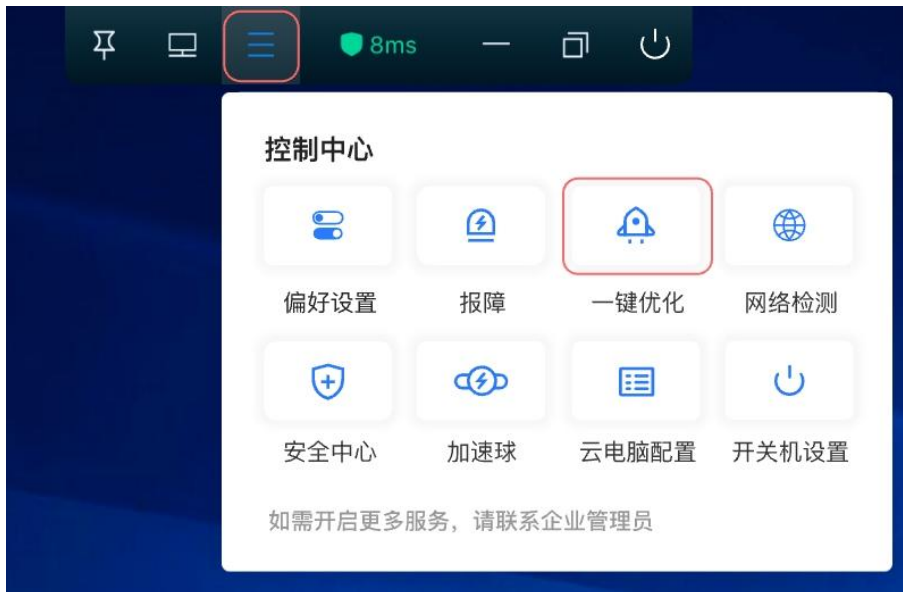 8ms
控制中心
偏好设置 报障 一键优化 网络检测
安全中心 加速球 云电脑配置 开关机设置
如需开启更多服务，请联系企业管理员